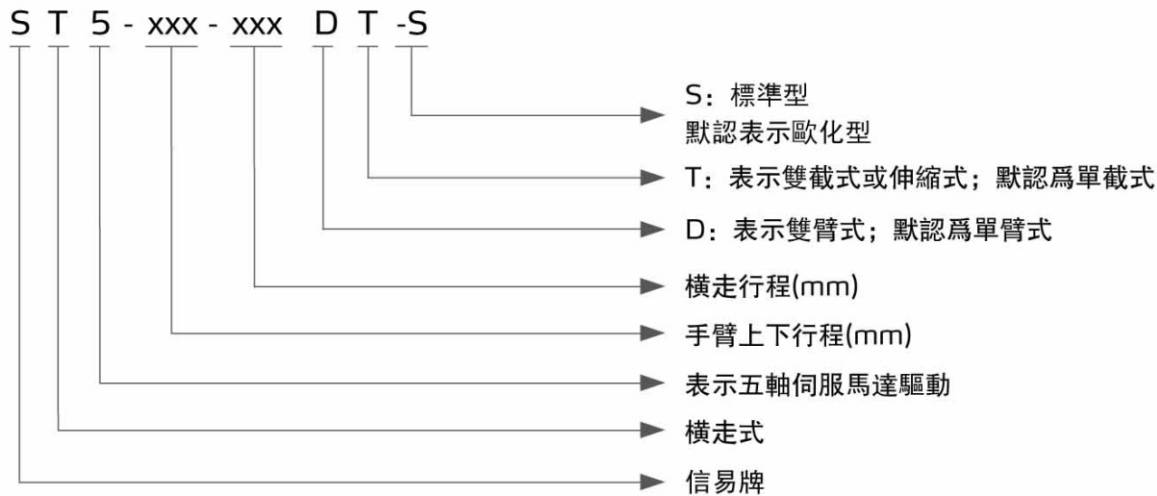 S T 5 - xxx - xxx D T -S
S：標準型
默認表示歐化型
T：表示雙截式或伸縮式；默認爲單截式
D：表示雙臂式；默認爲單臂式
橫走行程(mm)
手臂上下行程(mm)
表示五軸伺服馬達驅動
橫走式
信易牌